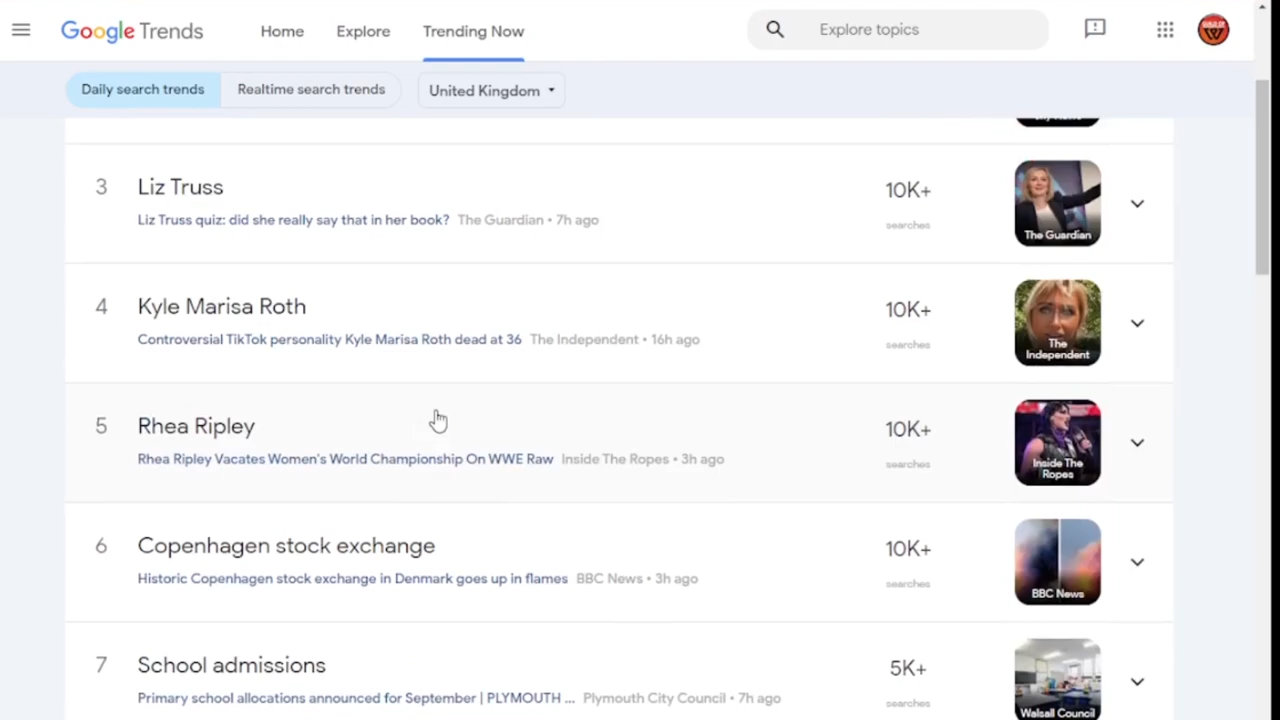 Google Trends
Home
Explore
Trending Now
Explore topics
Daily search trends
Realtime search trends
United Kingdom
3
Liz Truss
Liz Truss quiz: did she really say that in her book? The Guardian • 7h ago
10K+
searches
The Guardian
4
Kyle Marisa Roth
Controversial TikTok personality Kyle Marisa Roth dead at 36 The Independent • 16h ago
10K+
searches
The
Independent
5
Rhea Ripley
Rhea Ripley Vacates Women's World Championship On WWE Raw Inside The Ropes • 3h ago
10K+
searches
Inside The
Ropes
6
Copenhagen stock exchange
Historic Copenhagen stock exchange in Denmark goes up in flames BBC News • 3h ago
10K+
searches
BBC News
7
School admissions
Primary school allocations announced for September | PLYMOUTH ... Plymouth City Council • 7h ago
5K+
searches
Walsall Council